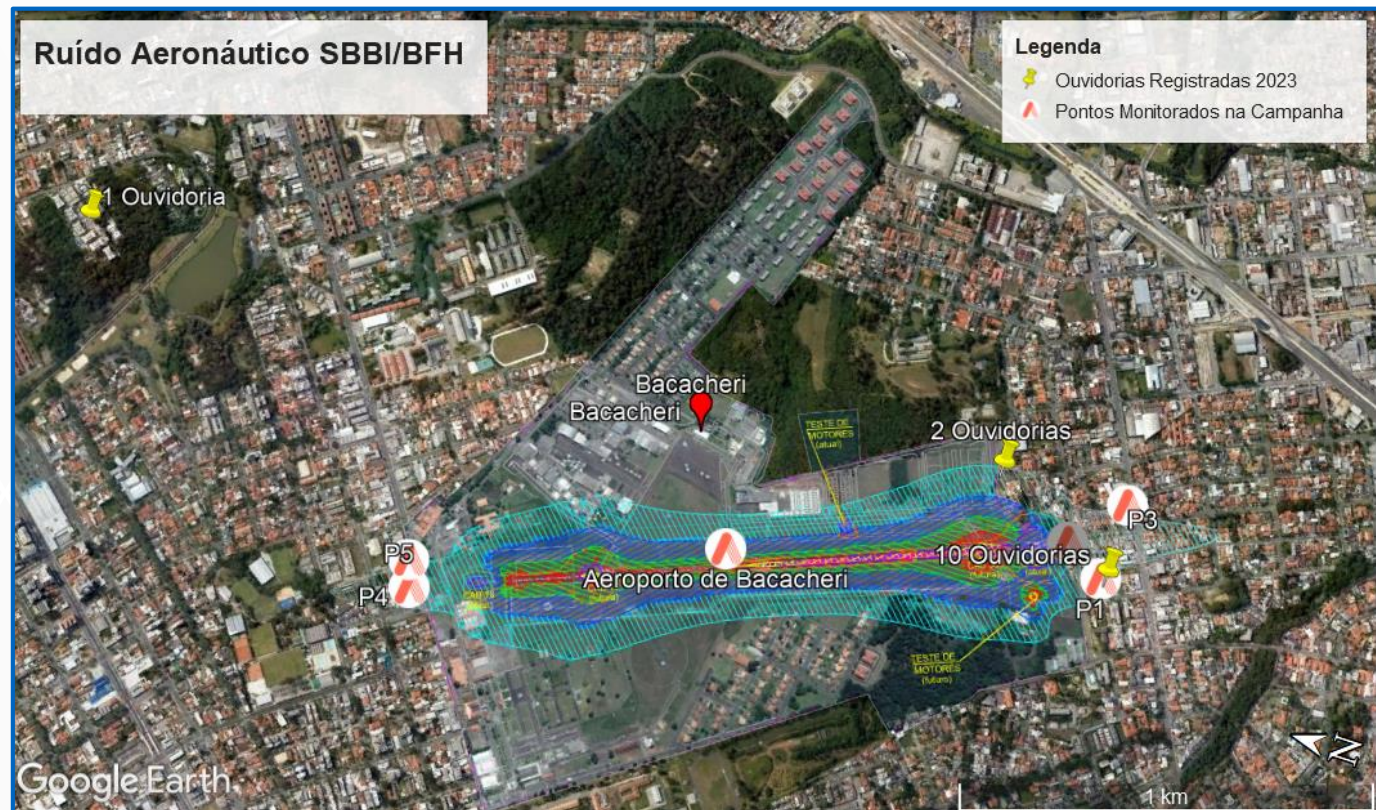 Ruído Aeronáutico SBBI/BFH
Legenda
Ouvidorias Registradas 2023
Pontos Monitorados na Campanha
1 Ouvidoria
Bacacheri
Bacacheri
TESTE DE
MOTORES
(atual)
2 Ouvidorias
P3
P5
10 Ouvidorias
Aeroporto de Bacacheri
P4
P1
TESTE DE
MOTORES
(futuro)
Google Earth
N
1 km